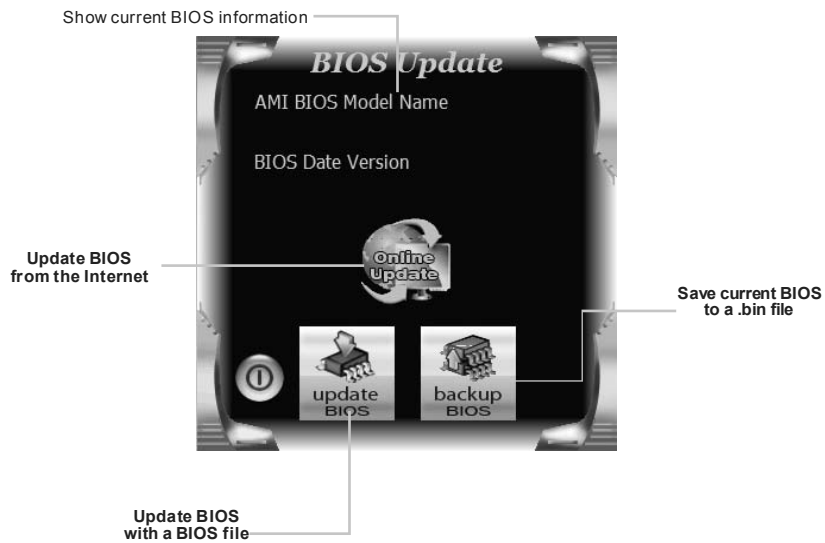 Show current BIOS information
BIOS Update
AMI BIOS Model Name
BIOS Date Version
Online
Update
Update BIOS
from the Internet
Save current BIOS
to a .bin file
update
BIOS
backup
BIOS
Update BIOS
with a BIOS file